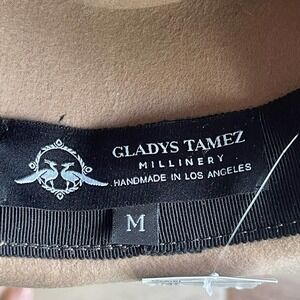 GLADYS TAMEZ
MILLINERY
HANDMADE IN LOS ANGELES
M